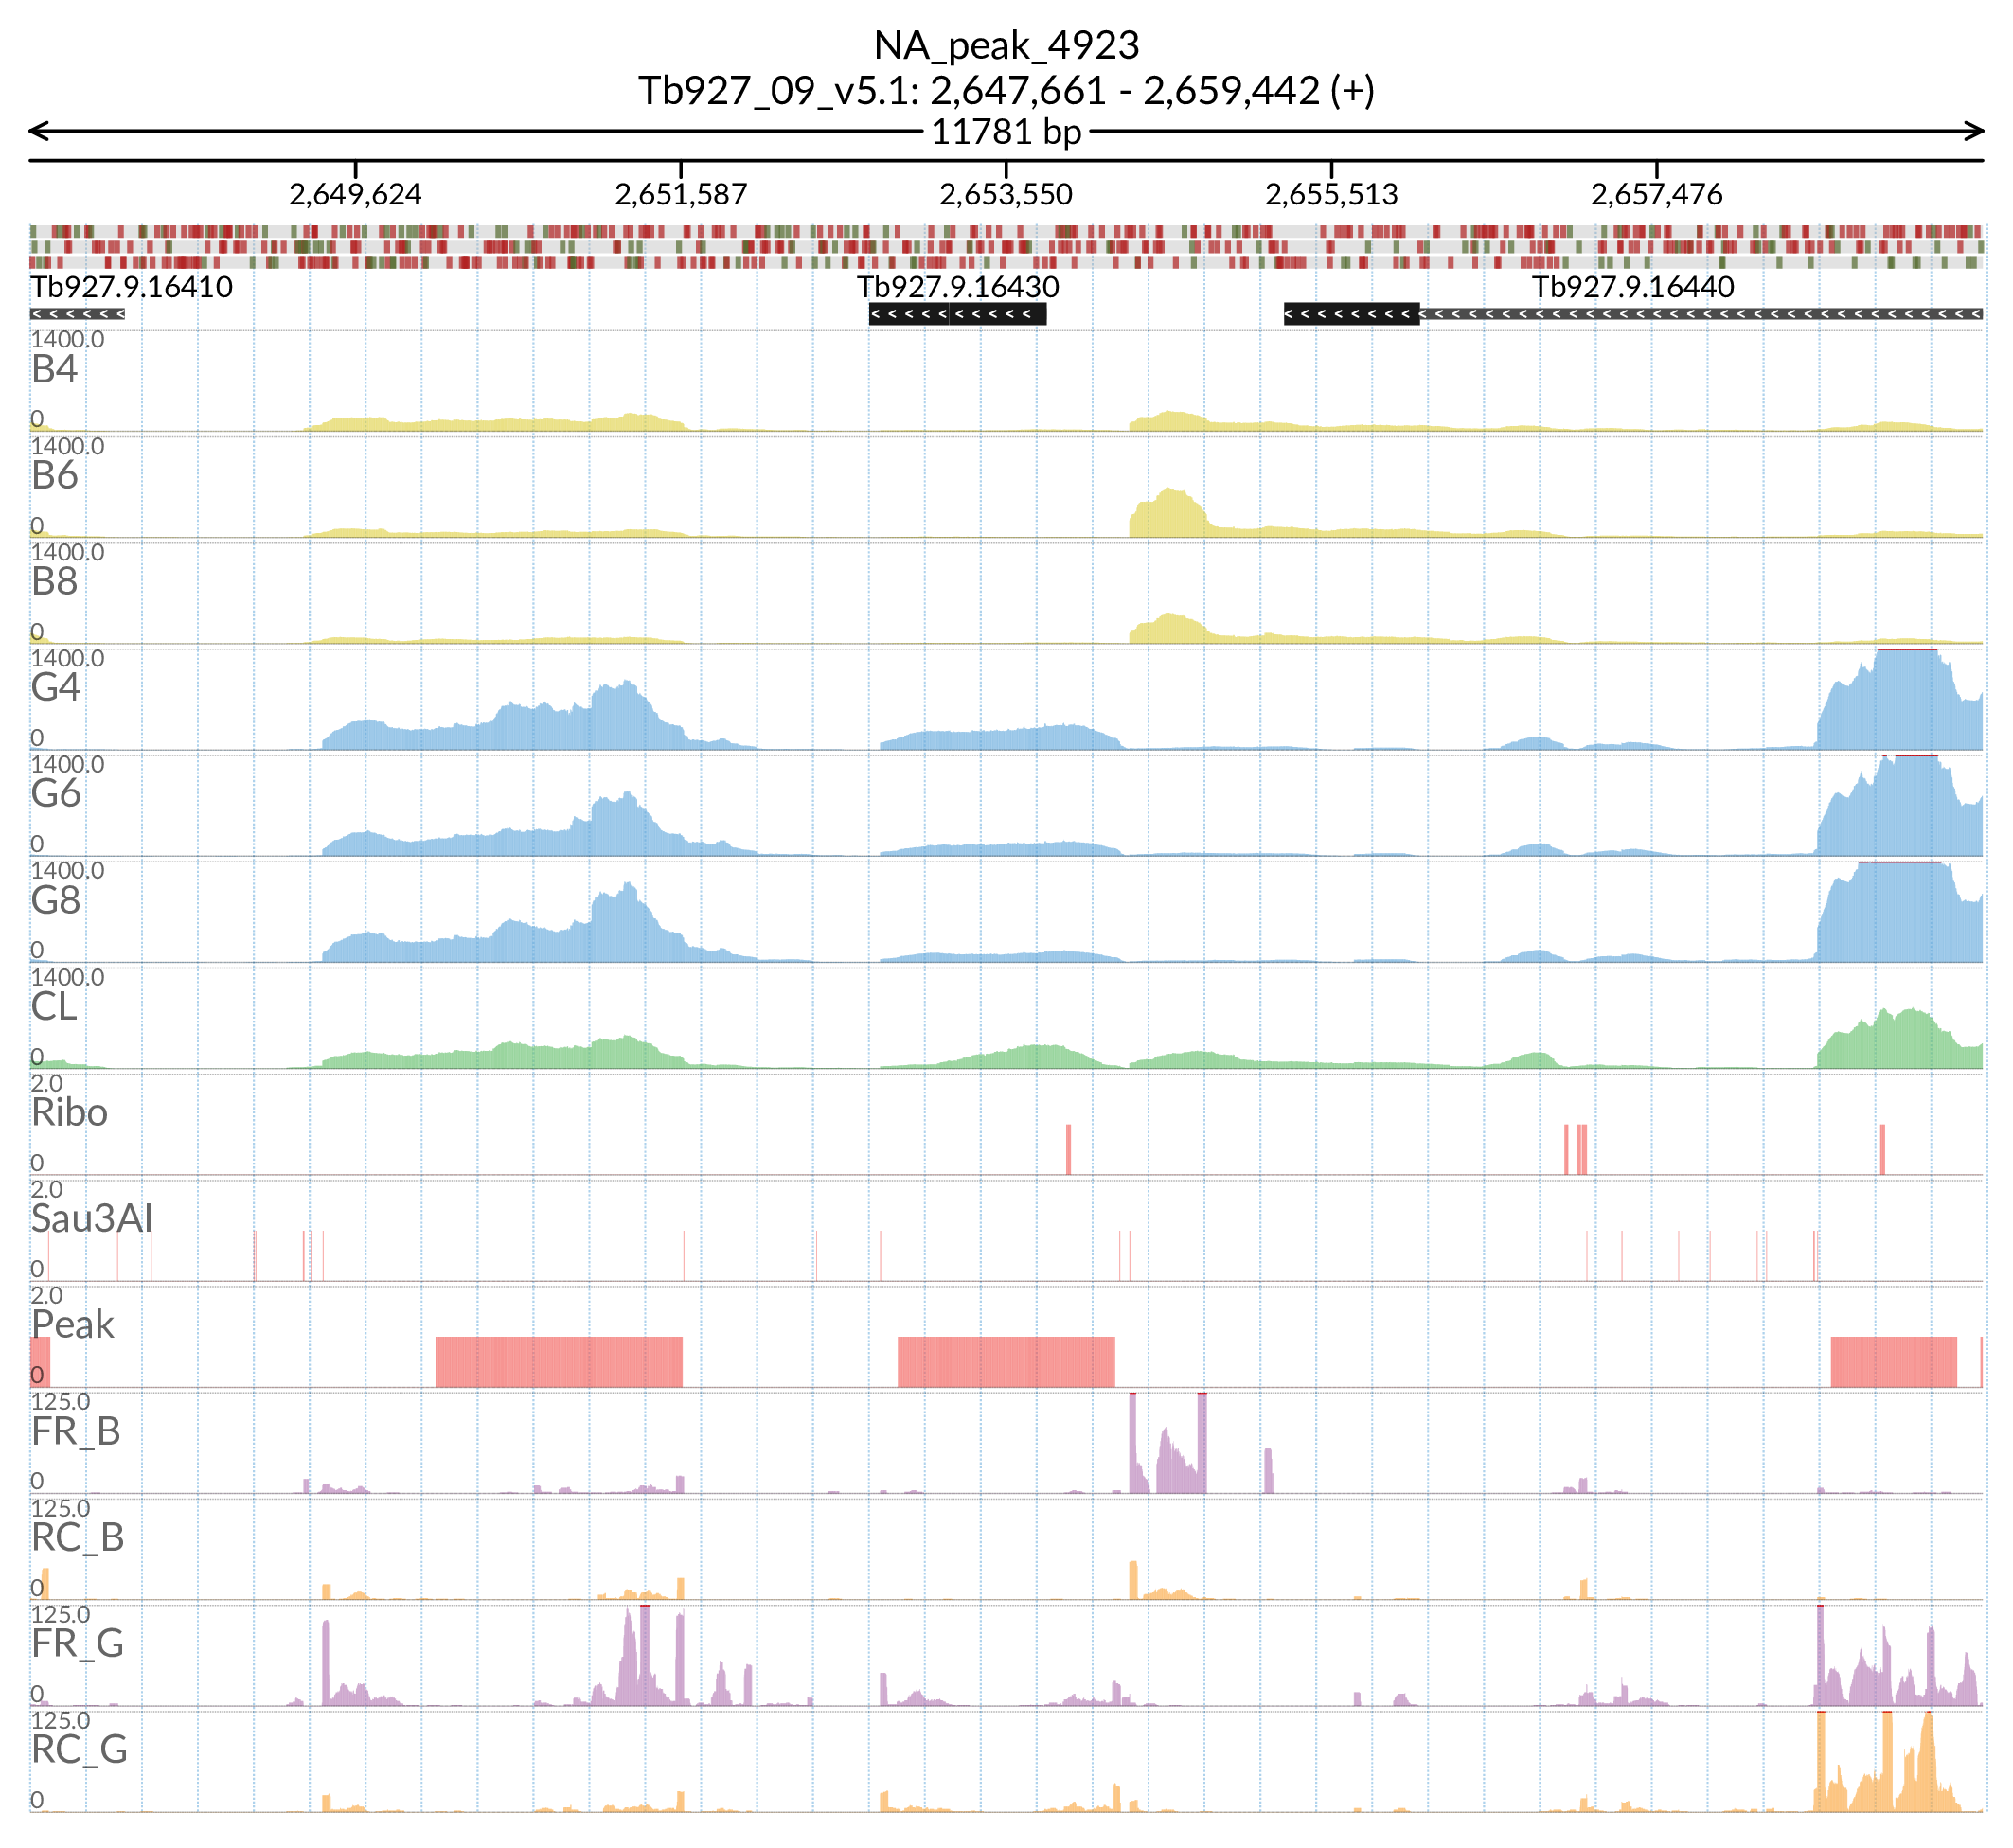 NA_peak_4923
Tb927_09_v5.1: 2,647,661 - 2,659,442 (+)
11781 bp
2,649,624 2,651,587 2,653,550 2,655,513 2,657,476
Tb927.9.16410 Tb927.9.16430 Tb927.9.16440
1400.0
B4
0
1400.0
B6
0
1400.0
B8
0
1400.0
G4
0
1400.0
G6
0
1400.0
G8
0
1400.0
CL
0
2.0
Ribo
0
2.0
Sau3AI
0
2.0
Peak
0
125.0
FR_B
0
125.0
RC_B
0
125.0
FR_G
0
125.0
RC_G
0